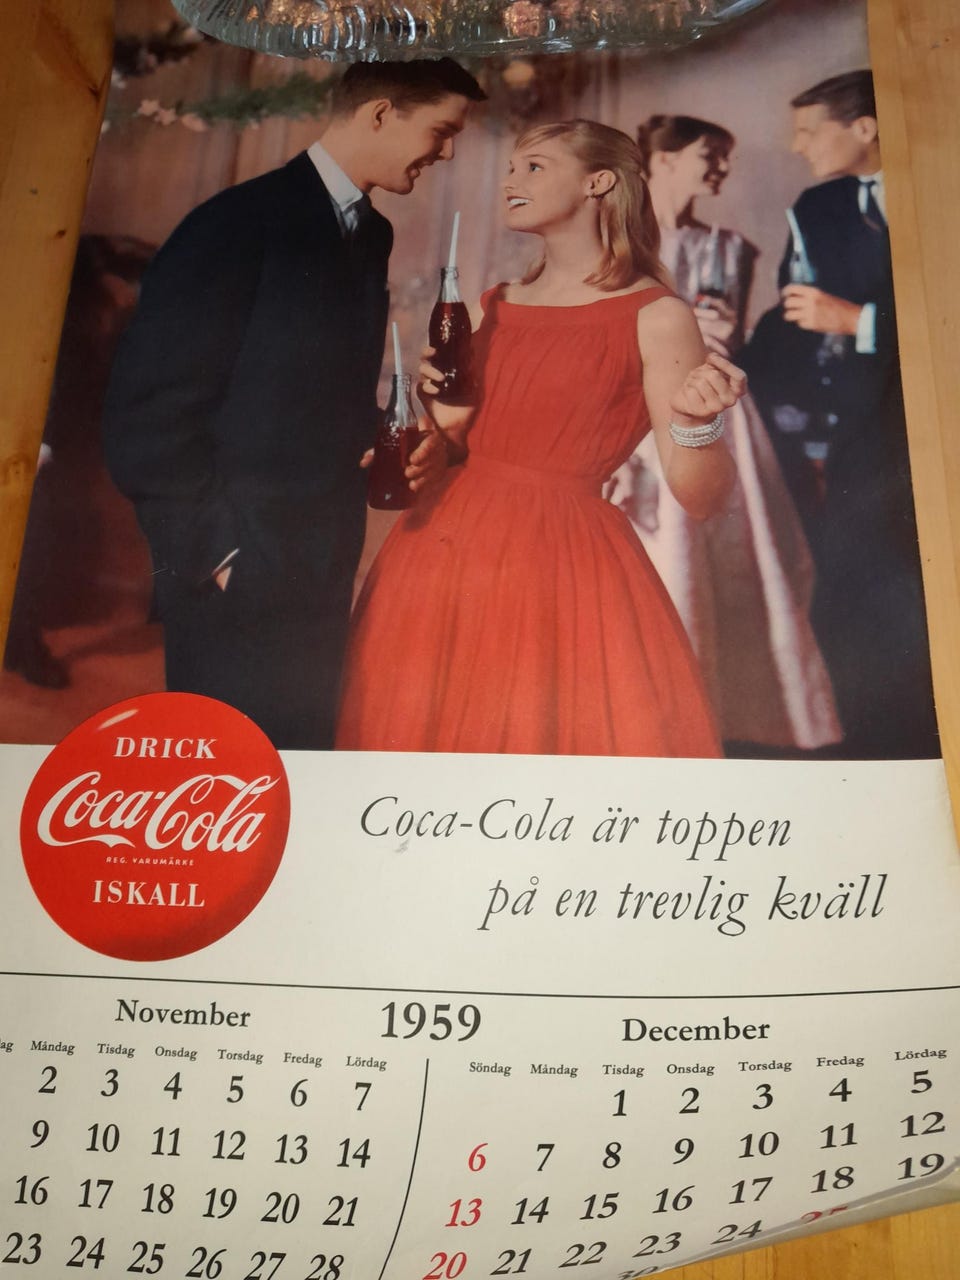 DRICK
Coca-Cola
REG. VARUMÄRKE
ISKALL
Coca-Cola är toppen
på en trevlig kväll
1959
November
Måndag Tisdag Onsdag Torsdag Fredag Lördag
2 3 4 5 6 7
9 10 11 12 13 14
16 17 18 19 20 21
23 24 25 26 27 28
December
Söndag Måndag Tisdag Onsdag Torsdag Fredag Lördag
1 2 3 4 5
6 7 8 9 10 11 12
13 14 15 16 17 18 19
20 21 22 23 24 25
30